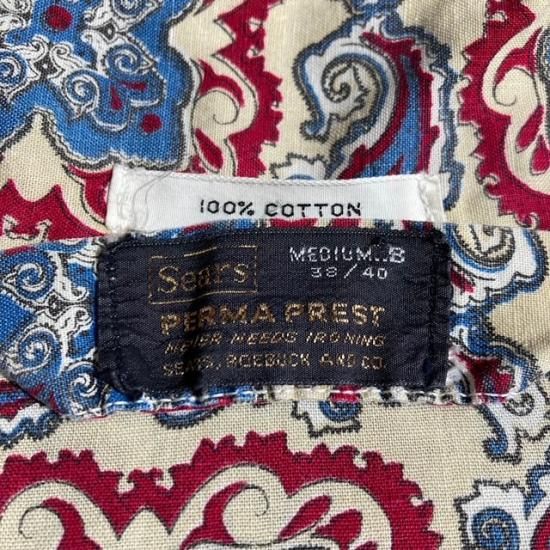 100% COTTON
Sears
MEDIUM..B
38/40
PERMA PREST
NEVER NEEDS IRONING
SEARS, ROEBUCK AND CO.